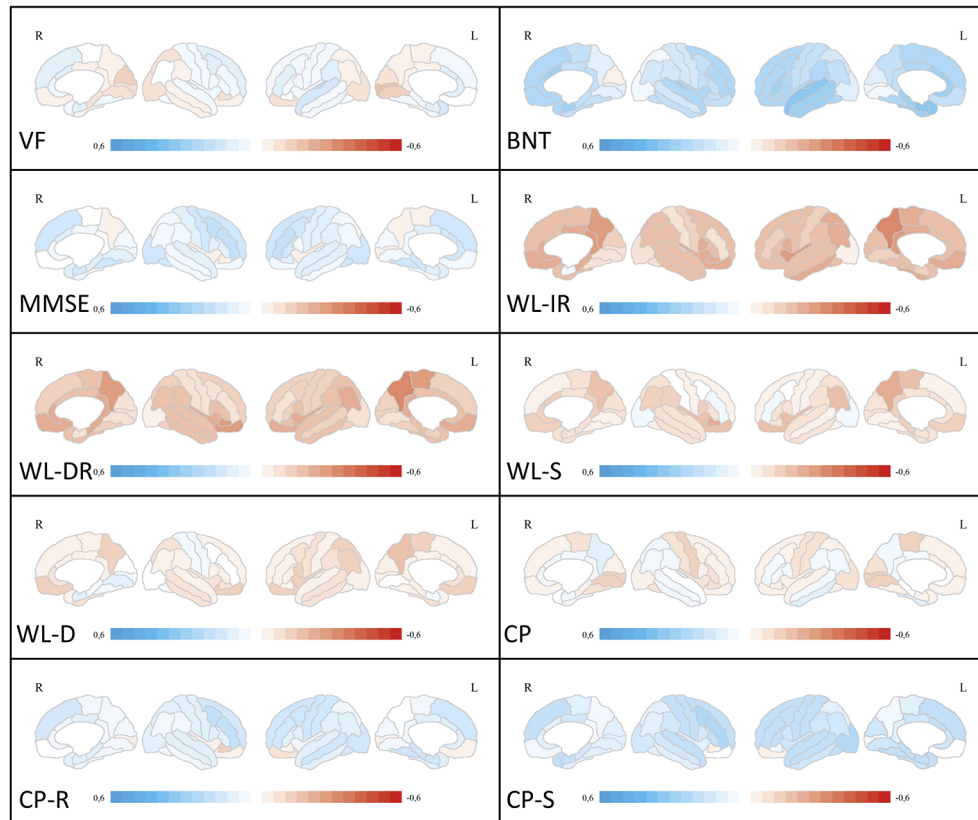 R L R L
VF 0,6 -0,6 BNT 0,6 -0,6
R L R L
MMSE 0,6 -0,6 WL-IR 0,6 -0,6
R L R L
WL-DR 0,6 -0,6 WL-S 0,6 -0,6
R L R L
WL-D 0,6 -0,6 CP 0,6 -0,6
R L R L
CP-R 0,6 -0,6 CP-S 0,6 -0,6